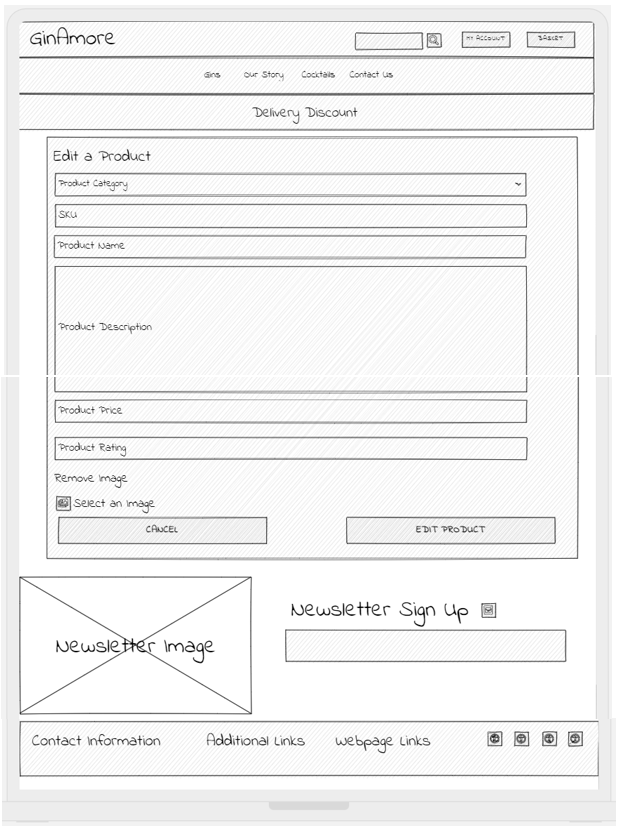 GinAmore
MY ACCOUNT BASKET
Gins Our Story Cocktails Contact Us
Delivery Discount
Edit a Product
Product Category
SKU
Product Name
Product Description
Product Price
Product Rating
Remove Image
Select an Image
CANCEL EDIT PRODUCT
Newsletter Sign Up
Newsletter Image
Contact Information Additional Links Webpage Links